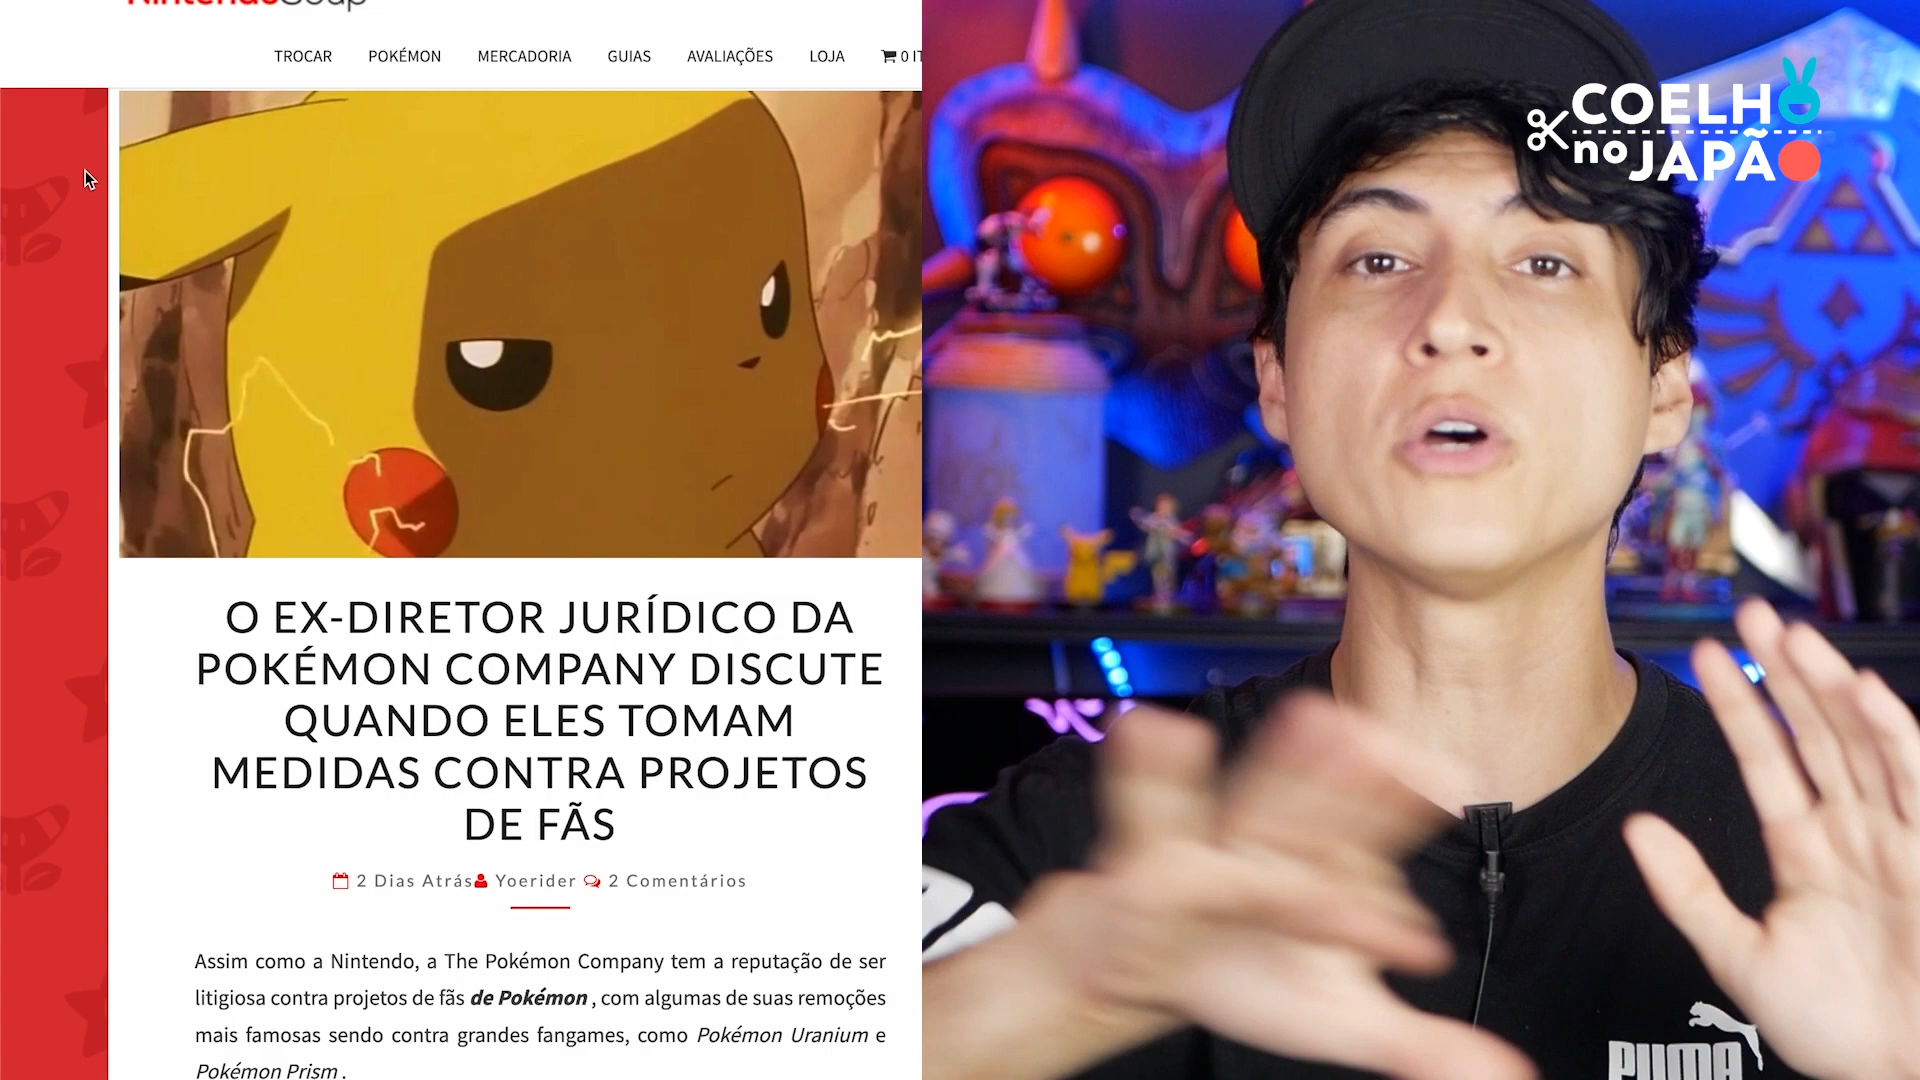 NintendoSoup
TROCAR POKÉMON MERCADORIA GUIAS AVALIAÇÕES LOJA 0 IT
COELHO
no JAPÃO
O EX-DIRETOR JURÍDICO DA
POKÉMON COMPANY DISCUTE
QUANDO ELES TOMAM
MEDIDAS CONTRA PROJETOS
DE FÃS
2 Dias Atrás Yoerider 2 Comentários
Assim como a Nintendo, a The Pokémon Company tem a reputação de ser
litigiosa contra projetos de fãs de Pokémon , com algumas de suas remoções
mais famosas sendo contra grandes fangames, como Pokémon Uranium e
Pokémon Prism .
PUMA